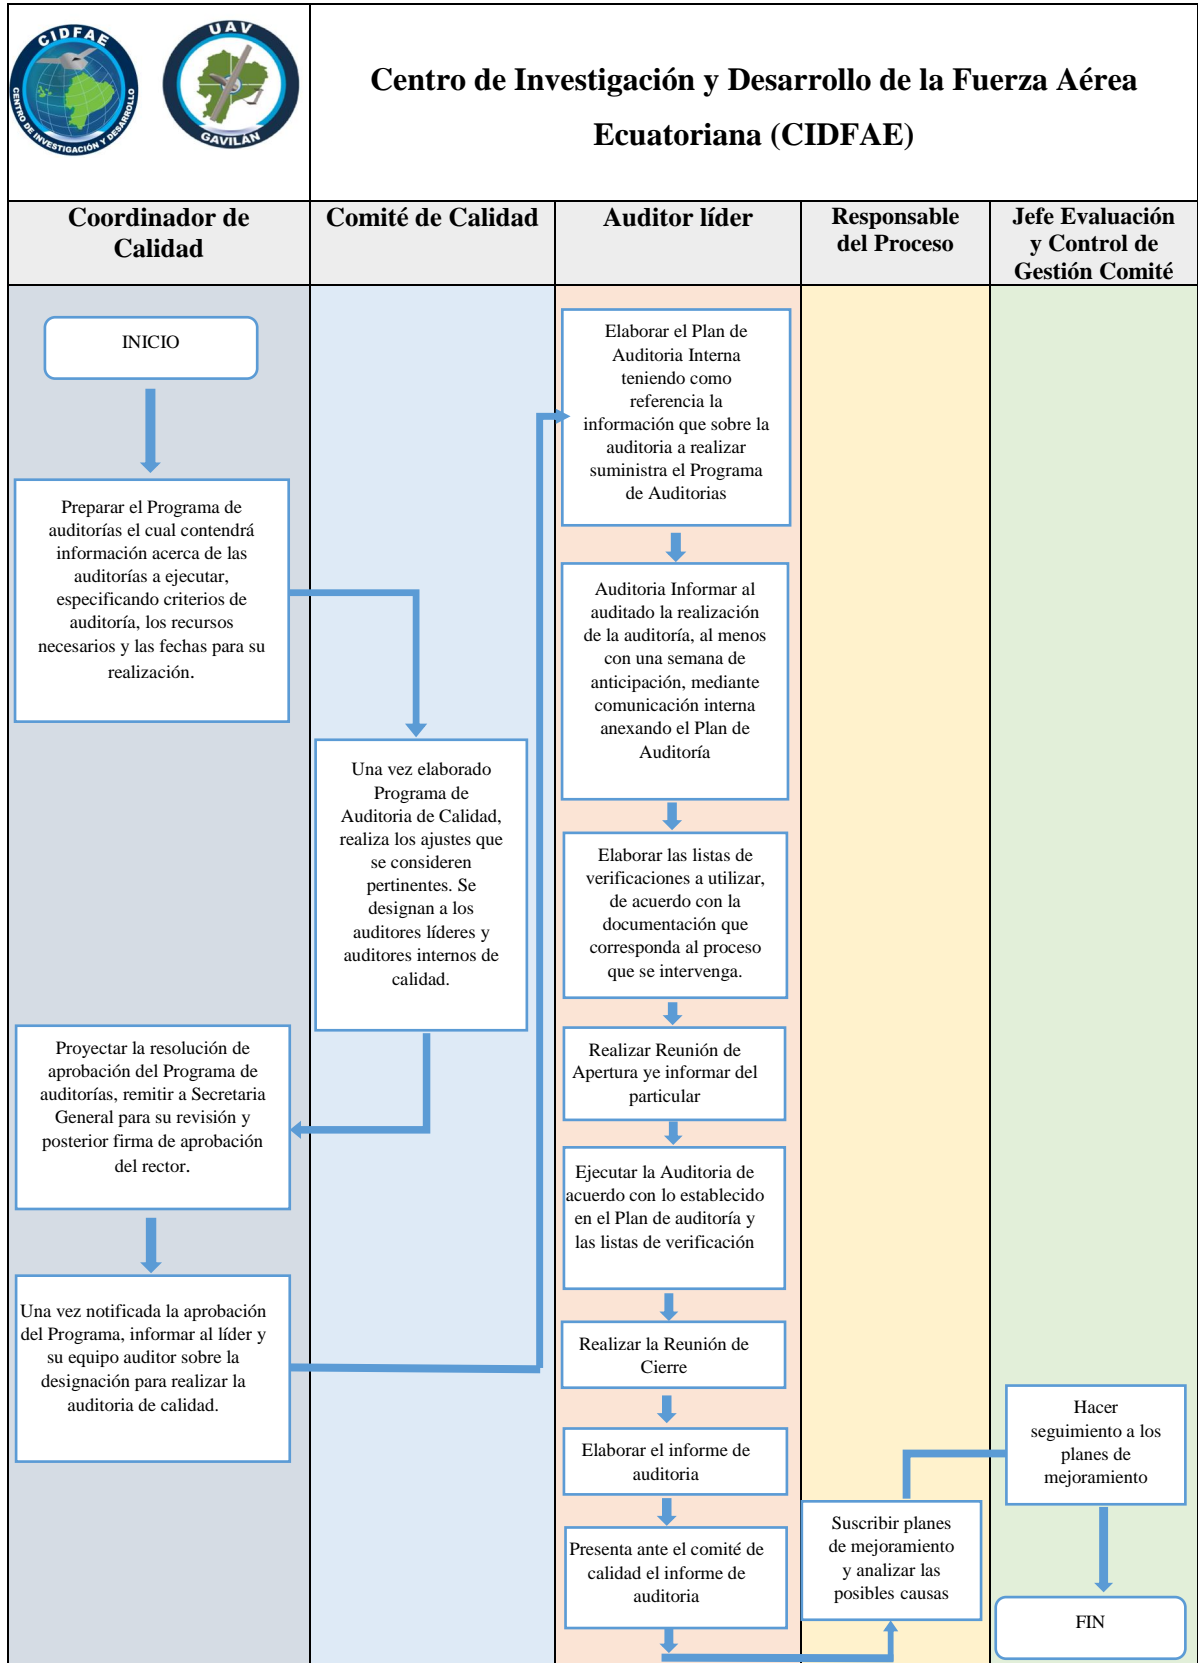 CIDFAE
CENTRO DE INVESTIGACIÓN Y DESARROLLO
UAV
GAVILÁN
Centro de Investigación y Desarrollo de la Fuerza Aérea
Ecuatoriana (CIDFAE)
Coordinador de
Calidad
Comité de Calidad
Auditor líder
Responsable
del Proceso
Jefe Evaluación
y Control de
Gestión Comité
INICIO
Preparar el Programa de
auditorías el cual contendrá
información acerca de las
auditorías a ejecutar,
especificando criterios de
auditoría, los recursos
necesarios y las fechas para su
realización.
Una vez elaborado
Programa de
Auditoria de Calidad,
realiza los ajustes que
se consideren
pertinentes. Se
designan a los
auditores líderes y
auditores internos de
calidad.
Proyectar la resolución de
aprobación del Programa de
auditorías, remitir a Secretaria
General para su revisión y
posterior firma de aprobación
del rector.
Una vez notificada la aprobación
del Programa, informar al líder y
su equipo auditor sobre la
designación para realizar la
auditoria de calidad.
Elaborar el Plan de
Auditoria Interna
teniendo como
referencia la
información que sobre la
auditoria a realizar
suministra el Programa
de Auditorias
Auditoria Informar al
auditado la realización
de la auditoría, al menos
con una semana de
anticipación, mediante
comunicación interna
anexando el Plan de
Auditoría
Elaborar las listas de
verificaciones a utilizar,
de acuerdo con la
documentación que
corresponda al proceso
que se intervenga.
Realizar Reunión de
Apertura ye informar del
particular
Ejecutar la Auditoria de
acuerdo con lo establecido
en el Plan de auditoría y
las listas de verificación
Realizar la Reunión de
Cierre
Elaborar el informe de
auditoria
Presenta ante el comité de
calidad el informe de
auditoria
Suscribir planes
de mejoramiento
y analizar las
posibles causas
Hacer
seguimiento a los
planes de
mejoramiento
FIN